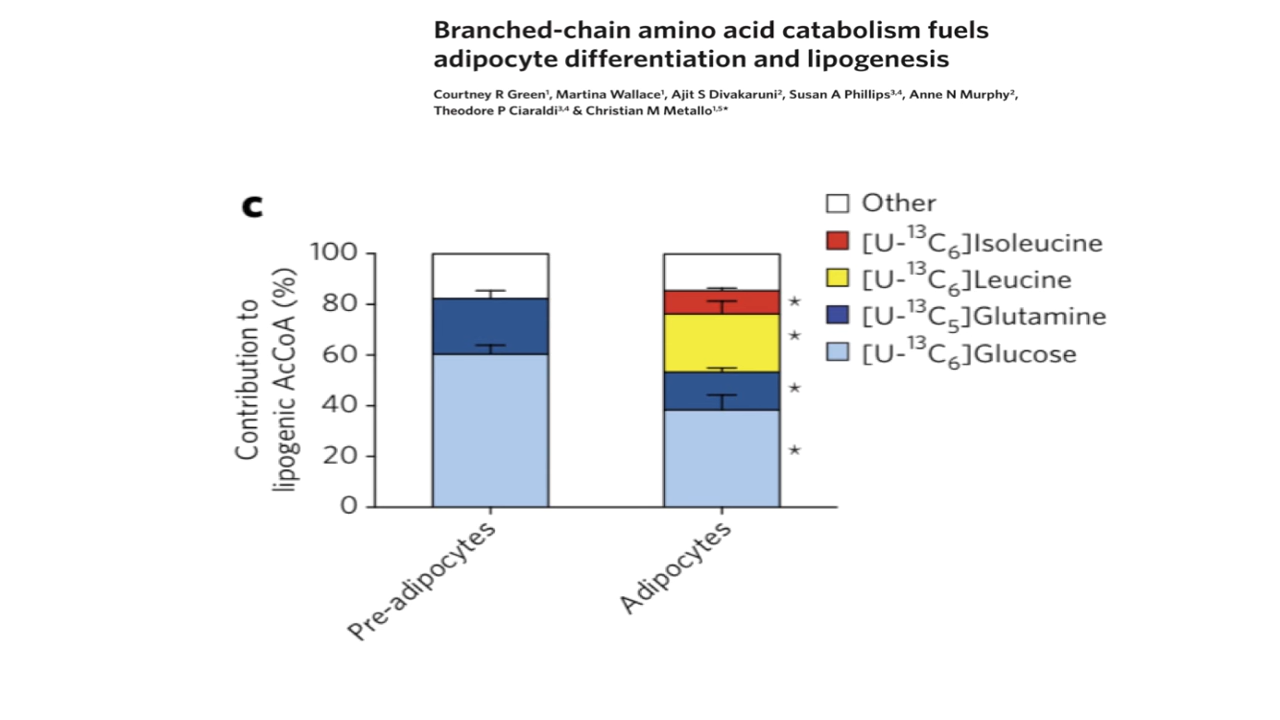 Branched-chain amino acid catabolism fuels
adipocyte differentiation and lipogenesis
Courtney R Green¹, Martina Wallace¹, Ajit S Divakaruni², Susan A Phillips³,⁴, Anne N Murphy²,
Theodore P Ciaraldi³,⁴ & Christian M Metallo¹,⁵*
c
Contribution to
lipogenic AcCoA (%)
100
80
60
40
20
0
Pre-adipocytes
Adipocytes
*
*
*
*
Other
[U-¹³C₆]Isoleucine
[U-¹³C₆]Leucine
[U-¹³C₅]Glutamine
[U-¹³C₆]Glucose